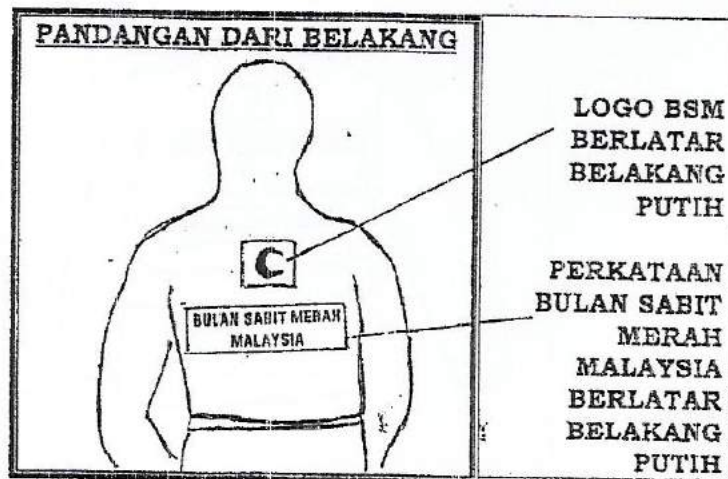 PANDANGAN DARI BELAKANG
LOGO BSM
BERLATAR
BELAKANG
PUTIH
BULAN SABIT MERAH
MALAYSIA
PERKATAAN
BULAN SABIT
MERAH
MALAYSIA
BERLATAR
BELAKANG
PUTIH